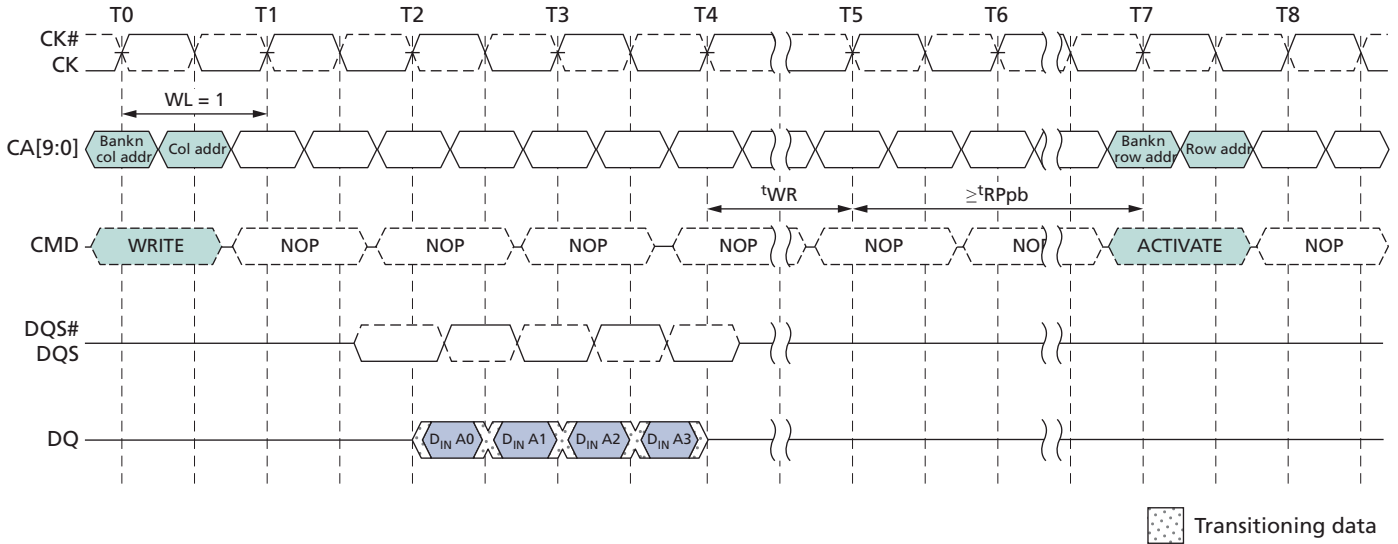 T0 T1 T2 T3 T4 T5 T6 T7 T8
CK#
CK
WL = 1
CA[9:0]
Bankn
col addr
Col addr
Bankn
row addr
Row addr
tWR
≥tRPpb
CMD
WRITE NOP NOP NOP NOP NOP NOP ACTIVATE NOP
DQS#
DQS
DQ
DIN A0 DIN A1 DIN A2 DIN A3
Transitioning data